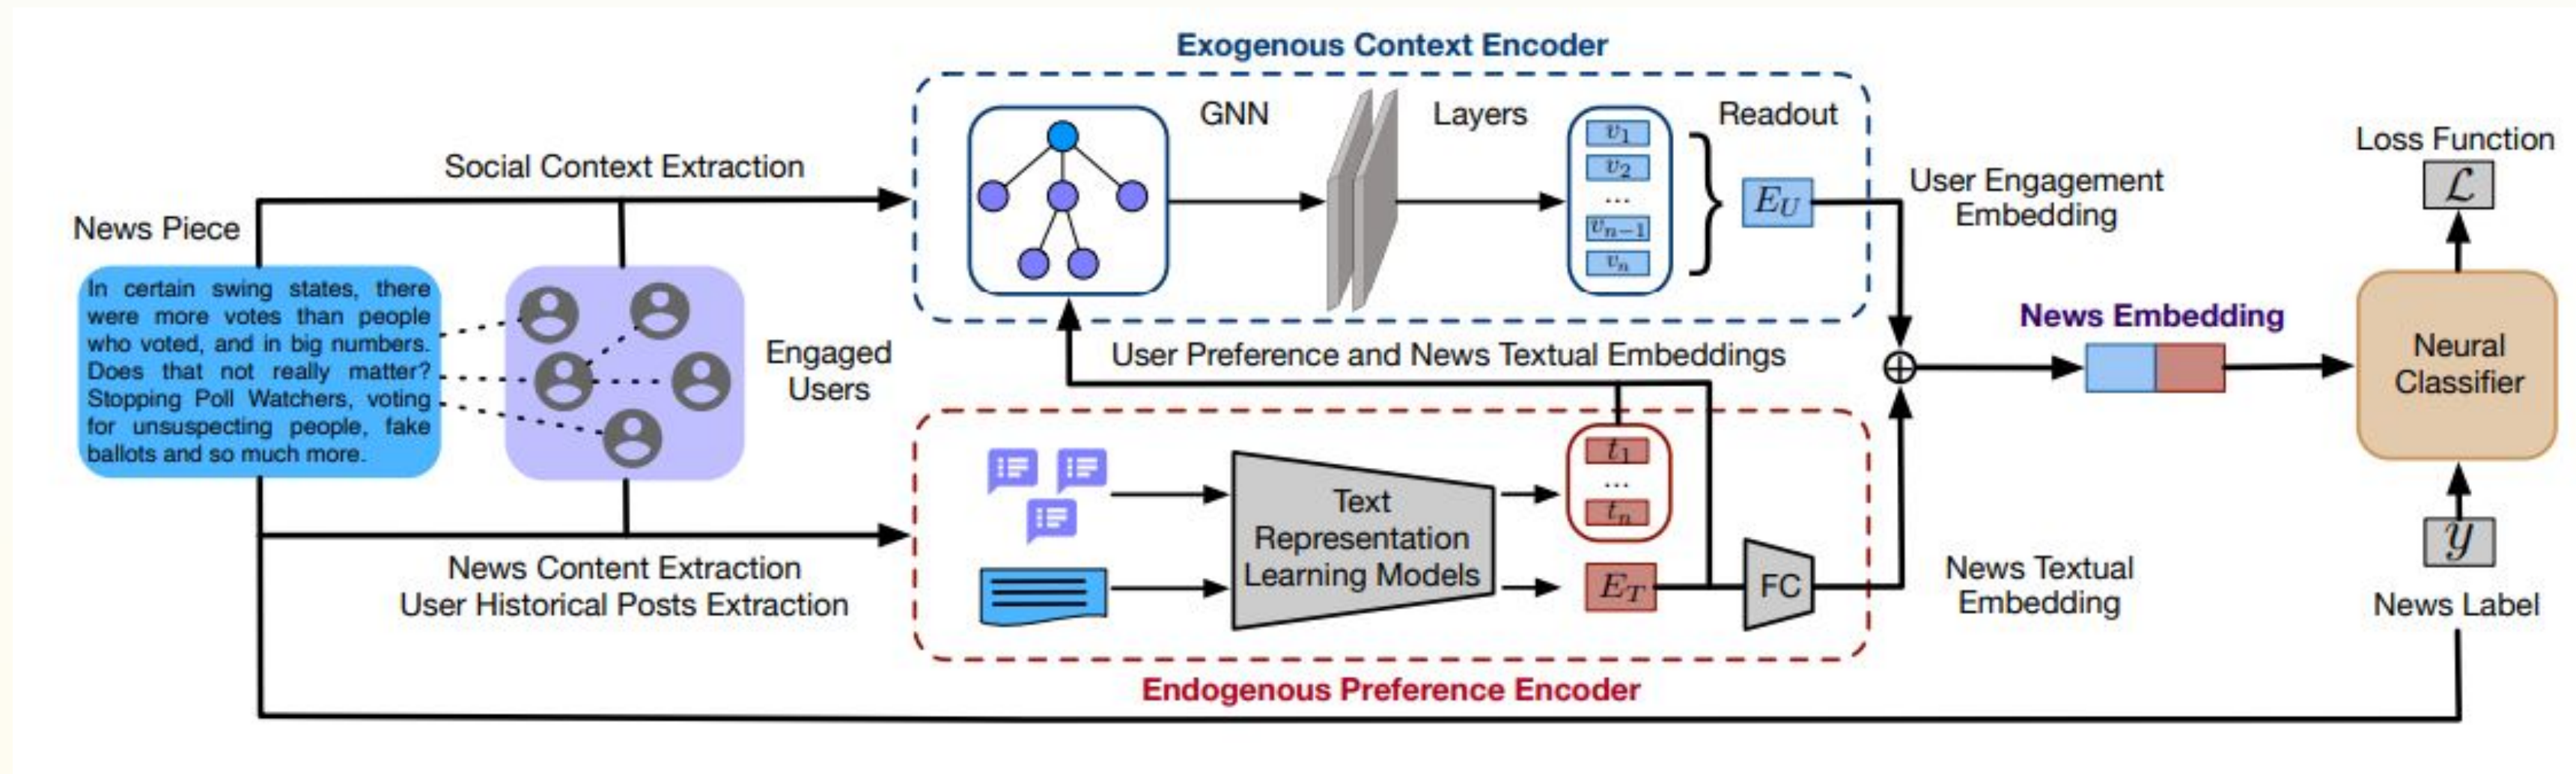 Exogenous Context Encoder
GNN
Layers
Readout
v₁
v₂
...
vₙ₋₁
vₙ
E_U
Loss Function
ℒ
Social Context Extraction
User Engagement
Embedding
News Piece
In certain swing states, there
were more votes than people
who voted, and in big numbers.
Does that not really matter?
Stopping Poll Watchers, voting
for unsuspecting people, fake
ballots and so much more.
Engaged
Users
User Preference and News Textual Embeddings
News Embedding
Neural
Classifier
Text
Representation
Learning Models
t₁
...
tₙ
E_T
FC
News Content Extraction
User Historical Posts Extraction
News Textual
Embedding
y
News Label
Endogenous Preference Encoder